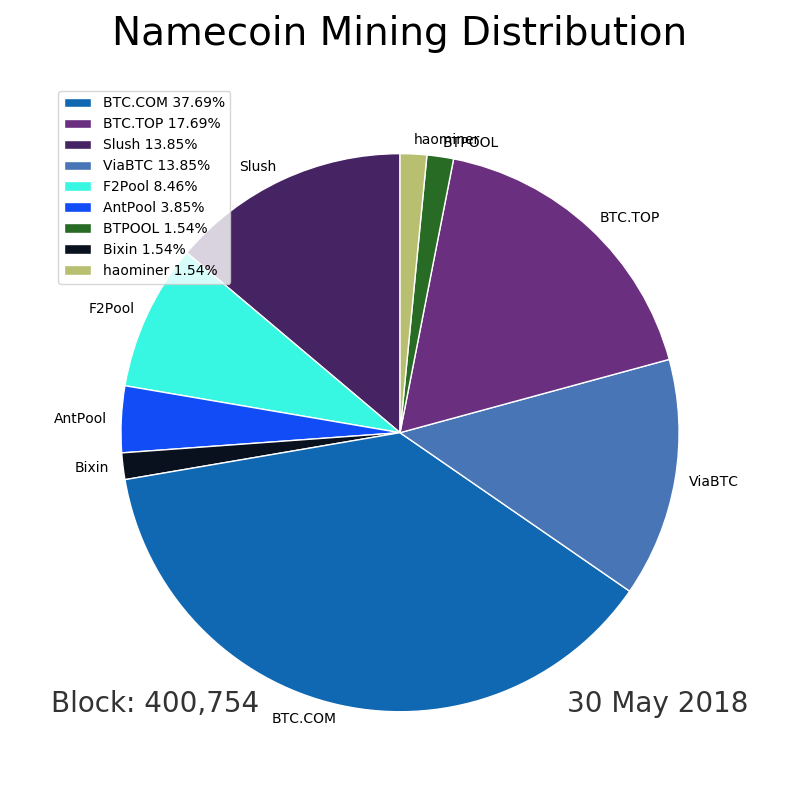 Namecoin Mining Distribution
BTC.COM 37.69%
BTC.TOP 17.69%
Slush 13.85%
ViaBTC 13.85%
F2Pool 8.46%
AntPool 3.85%
BTPOOL 1.54%
Bixin 1.54%
haominer 1.54%
haominer
BTPOOL
Slush
BTC.TOP
F2Pool
AntPool
Bixin
ViaBTC
BTC.COM
Block: 400,754
30 May 2018